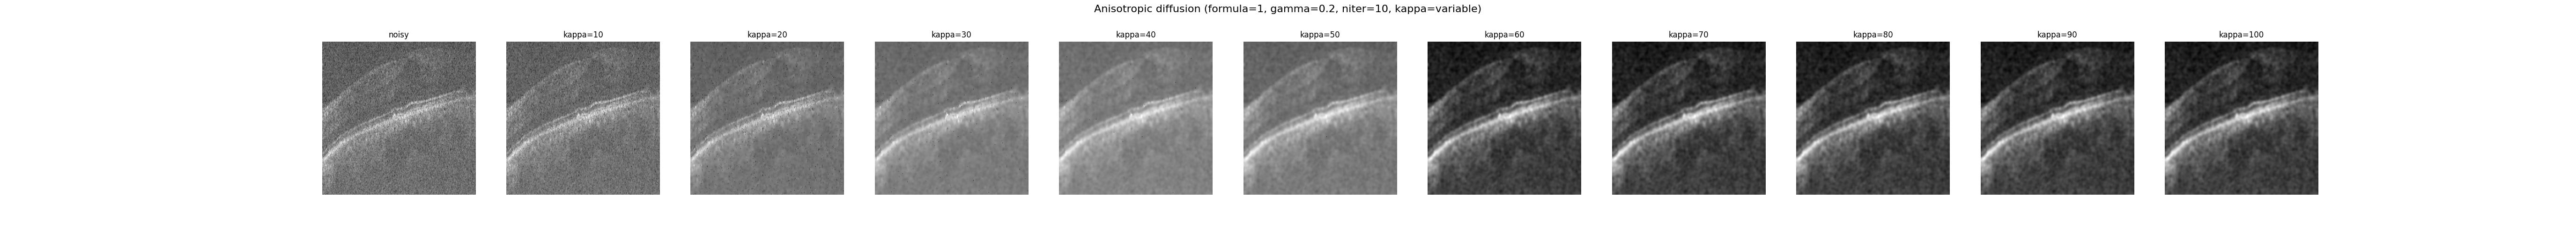 Anisotropic diffusion (formula=1, gamma=0.2, niter=10, kappa=variable)
noisy
kappa=10
kappa=20
kappa=30
kappa=40
kappa=50
kappa=60
kappa=70
kappa=80
kappa=90
kappa=100